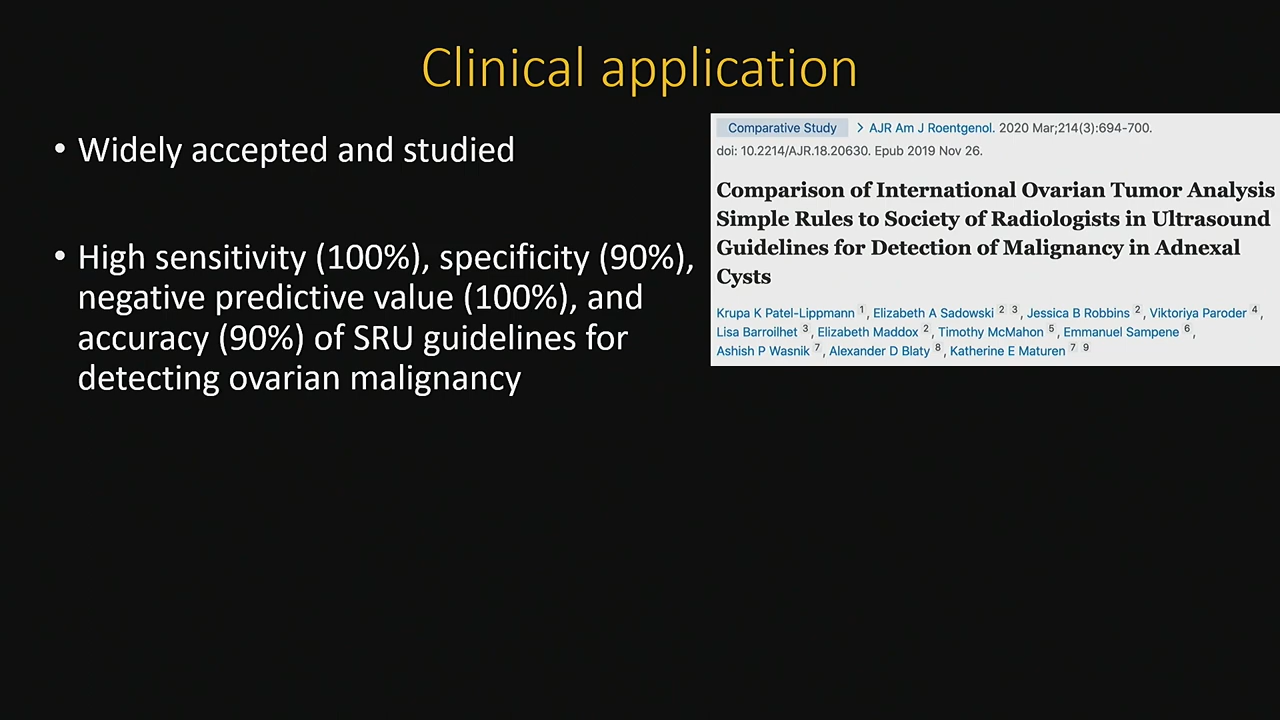 Clinical application
• Widely accepted and studied
• High sensitivity (100%), specificity (90%),
negative predictive value (100%), and
accuracy (90%) of SRU guidelines for
detecting ovarian malignancy
Comparative Study > AJR Am J Roentgenol. 2020 Mar;214(3):694-700.
doi: 10.2214/AJR.18.20630. Epub 2019 Nov 26.
Comparison of International Ovarian Tumor Analysis
Simple Rules to Society of Radiologists in Ultrasound
Guidelines for Detection of Malignancy in Adnexal
Cysts
Krupa K Patel-Lippmann 1, Elizabeth A Sadowski 2 3, Jessica B Robbins 2, Viktoriya Paroder 4,
Lisa Barroilhet 3, Elizabeth Maddox 2, Timothy McMahon 5, Emmanuel Sampene 6,
Ashish P Wasnik 7, Alexander D Blaty 8, Katherine E Maturen 7 9